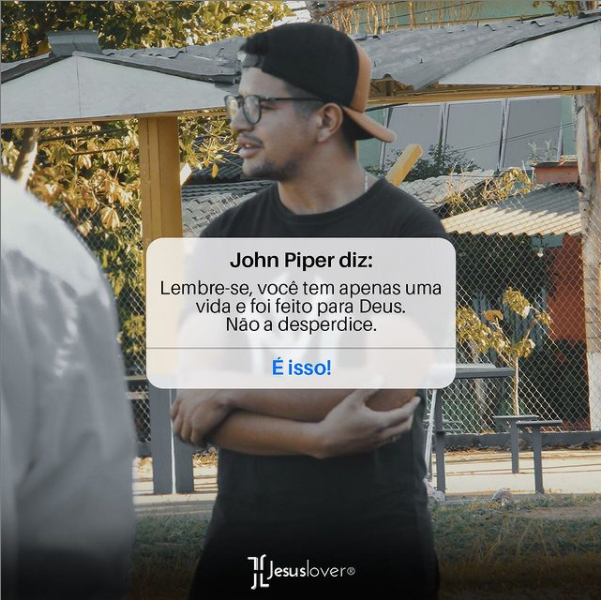 John Piper diz:
Lembre-se, você tem apenas uma
vida e foi feito para Deus.
Não a desperdice.
É isso!
Jesuslover®